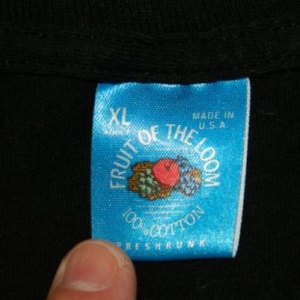 XL
MADE IN
U.S.A.
FRUIT OF THE LOOM
100% COTTON
PRESHRUNK